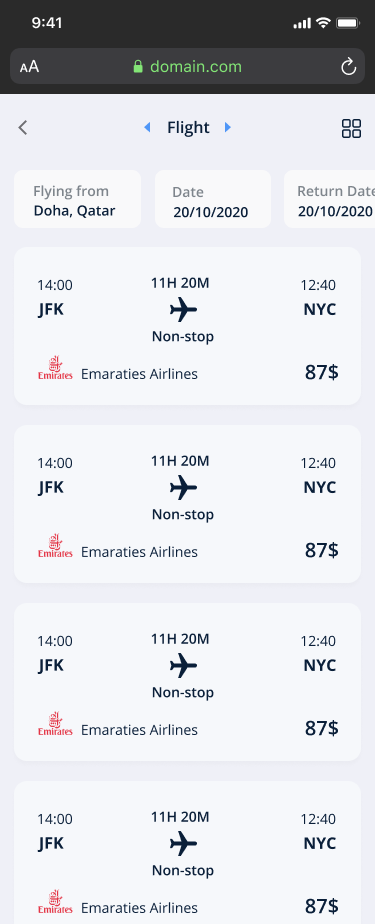 9:41
AA domain.com
Flight
Flying from
Doha, Qatar
Date
20/10/2020
Return Date
20/10/2020
14:00 11H 20M 12:40
JFK NYC
Non-stop
Emirates Emaraties Airlines 87$
14:00 11H 20M 12:40
JFK NYC
Non-stop
Emirates Emaraties Airlines 87$
14:00 11H 20M 12:40
JFK NYC
Non-stop
Emirates Emaraties Airlines 87$
14:00 11H 20M 12:40
JFK NYC
Non-stop
Emirates Emaraties Airlines 87$